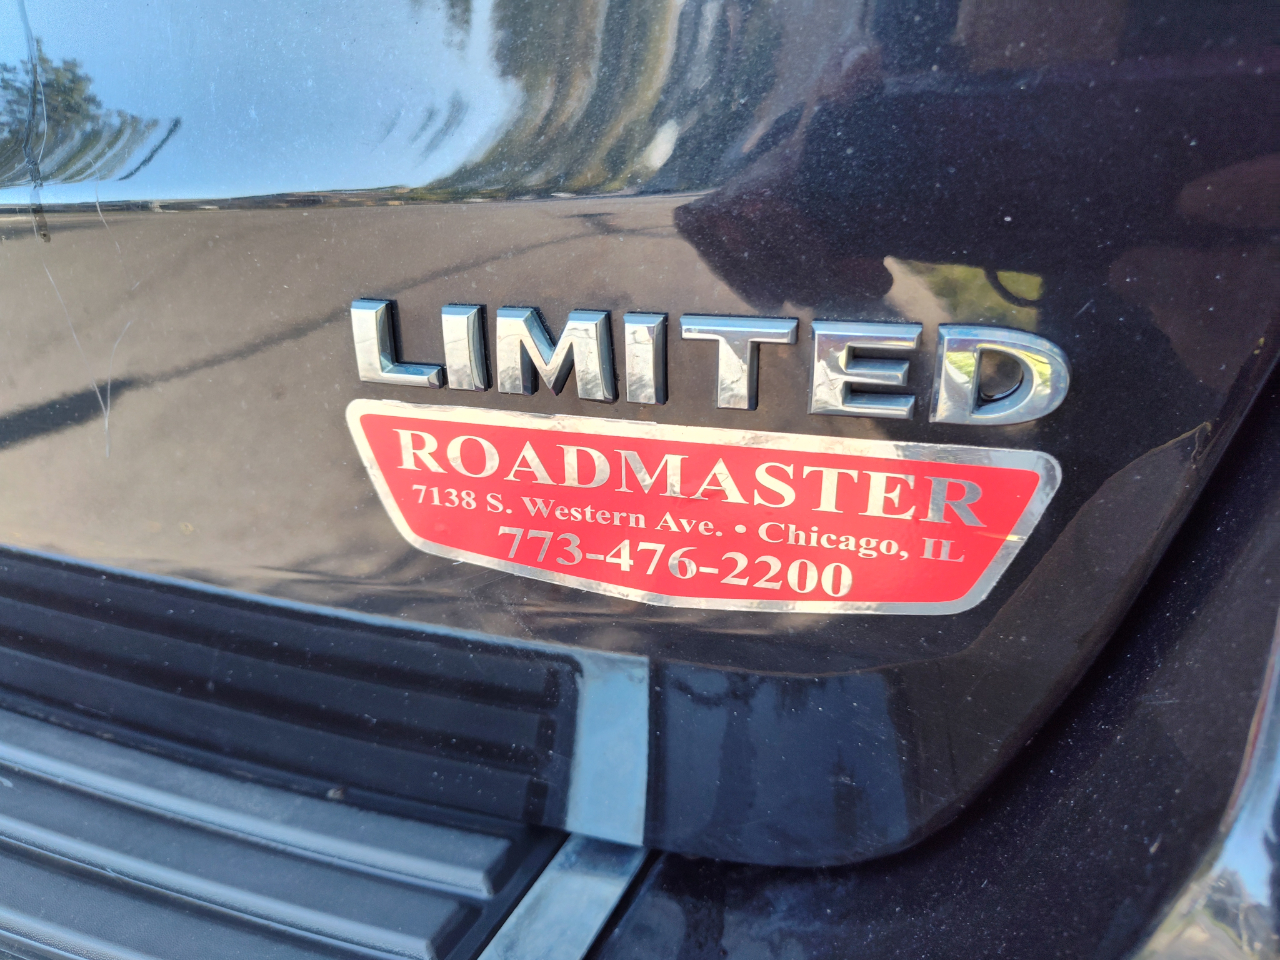 LIMITED
ROADMASTER
7138 S. Western Ave. • Chicago, IL
773-476-2200